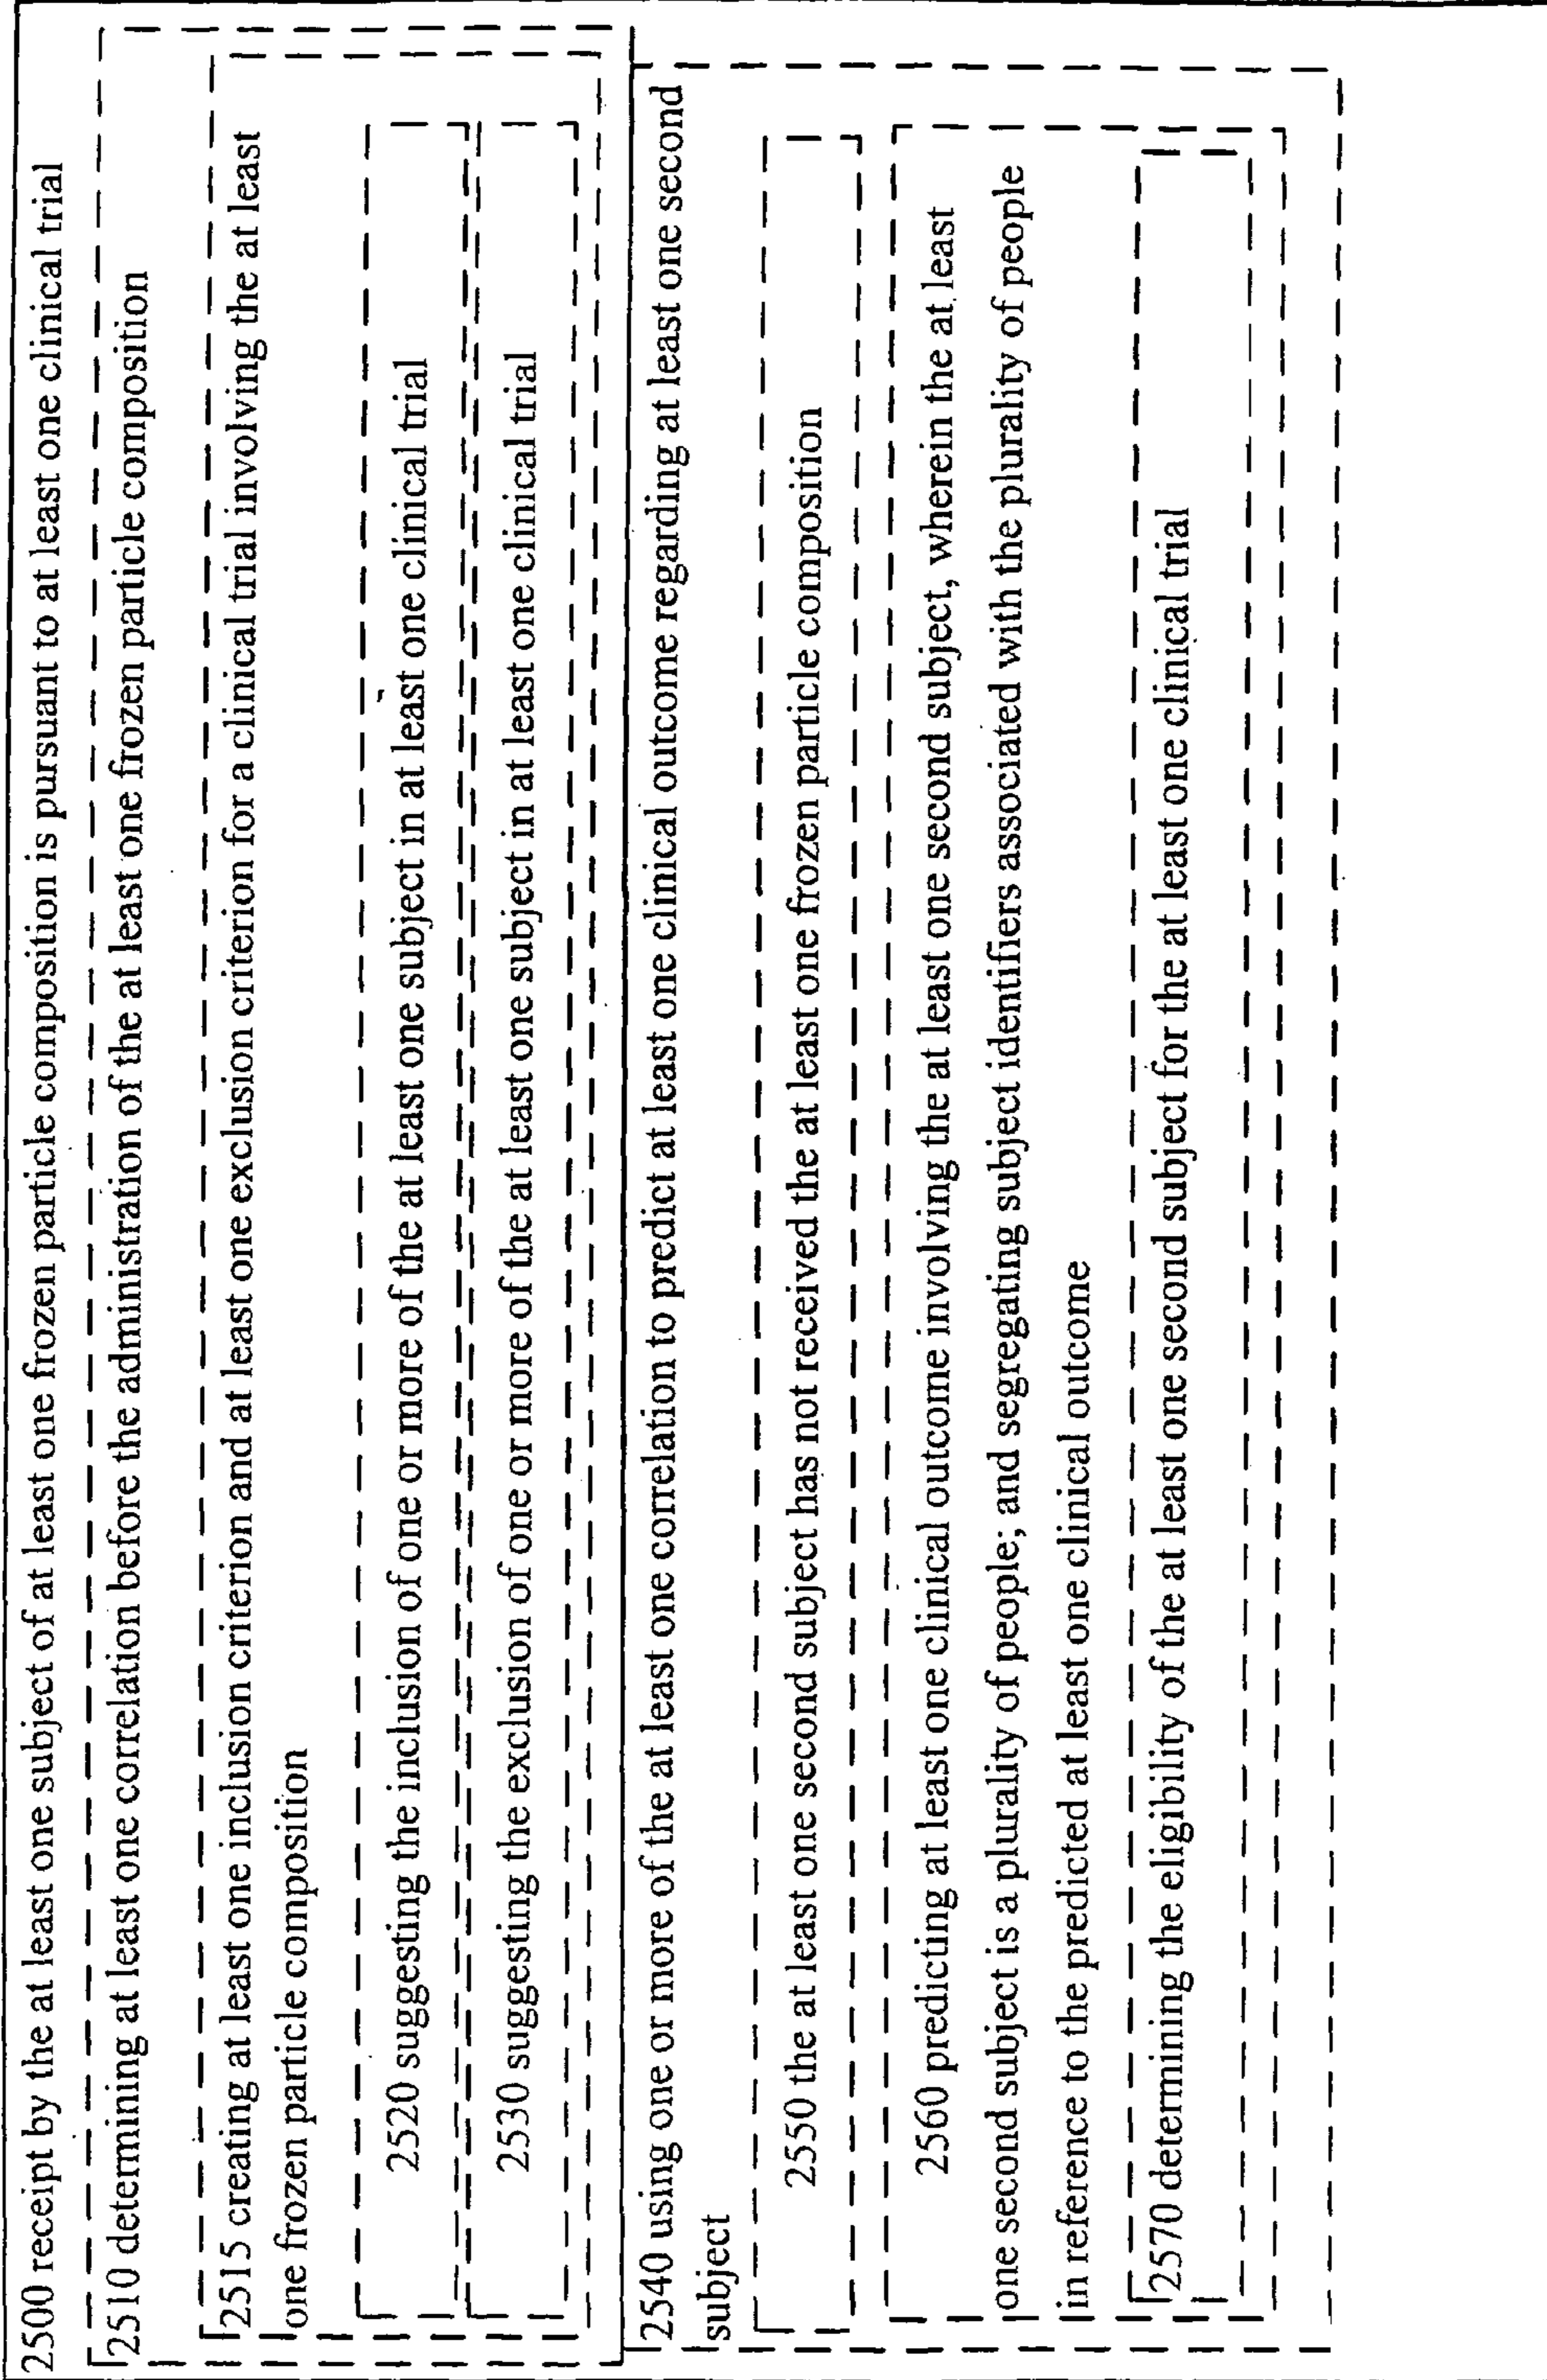 2500 receipt by the at least one subject of at least one frozen particle composition is pursuant to at least one clinical trial
2510 determining at least one correlation before the administration of the at least one frozen particle composition
2515 creating at least one inclusion criterion and at least one exclusion criterion for a clinical trial involving the at least
one frozen particle composition
2520 suggesting the inclusion of one or more of the at least one subject in at least one clinical trial
2530 suggesting the exclusion of one or more of the at least one subject in at least one clinical trial
2540 using one or more of the at least one correlation to predict at least one clinical outcome regarding at least one second
subject
2550 the at least one second subject has not received the at least one frozen particle composition
2560 predicting at least one clinical outcome involving the at least one second subject, wherein the at least
one second subject is a plurality of people; and segregating subject identifiers associated with the plurality of people
in reference to the predicted at least one clinical outcome
2570 determining the eligibility of the at least one second subject for the at least one clinical trial